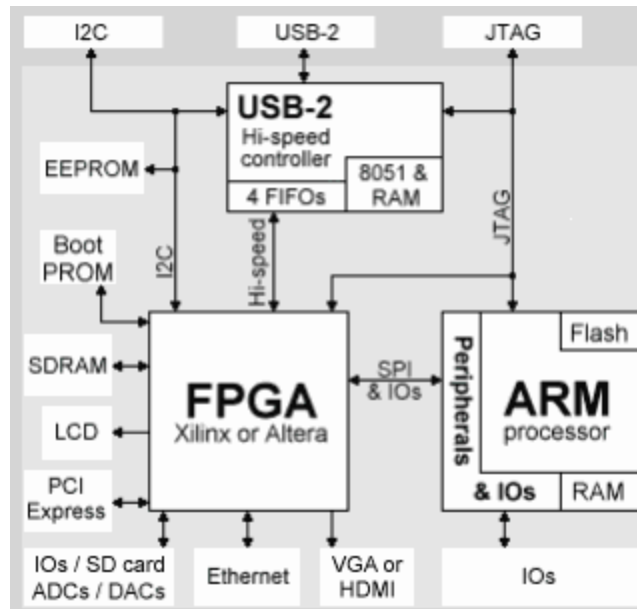 I2C
USB-2
JTAG
USB-2
Hi-speed
controller
8051 &
RAM
4 FIFOs
EEPROM
Boot
PROM
I2C
Hi-speed
JTAG
SDRAM
LCD
PCI
Express
FPGA
Xilinx or Altera
SPI
& IOs
Peripherals
& IOs
Flash
ARM
processor
RAM
IOs / SD card
ADCs / DACs
Ethernet
VGA or
HDMI
IOs